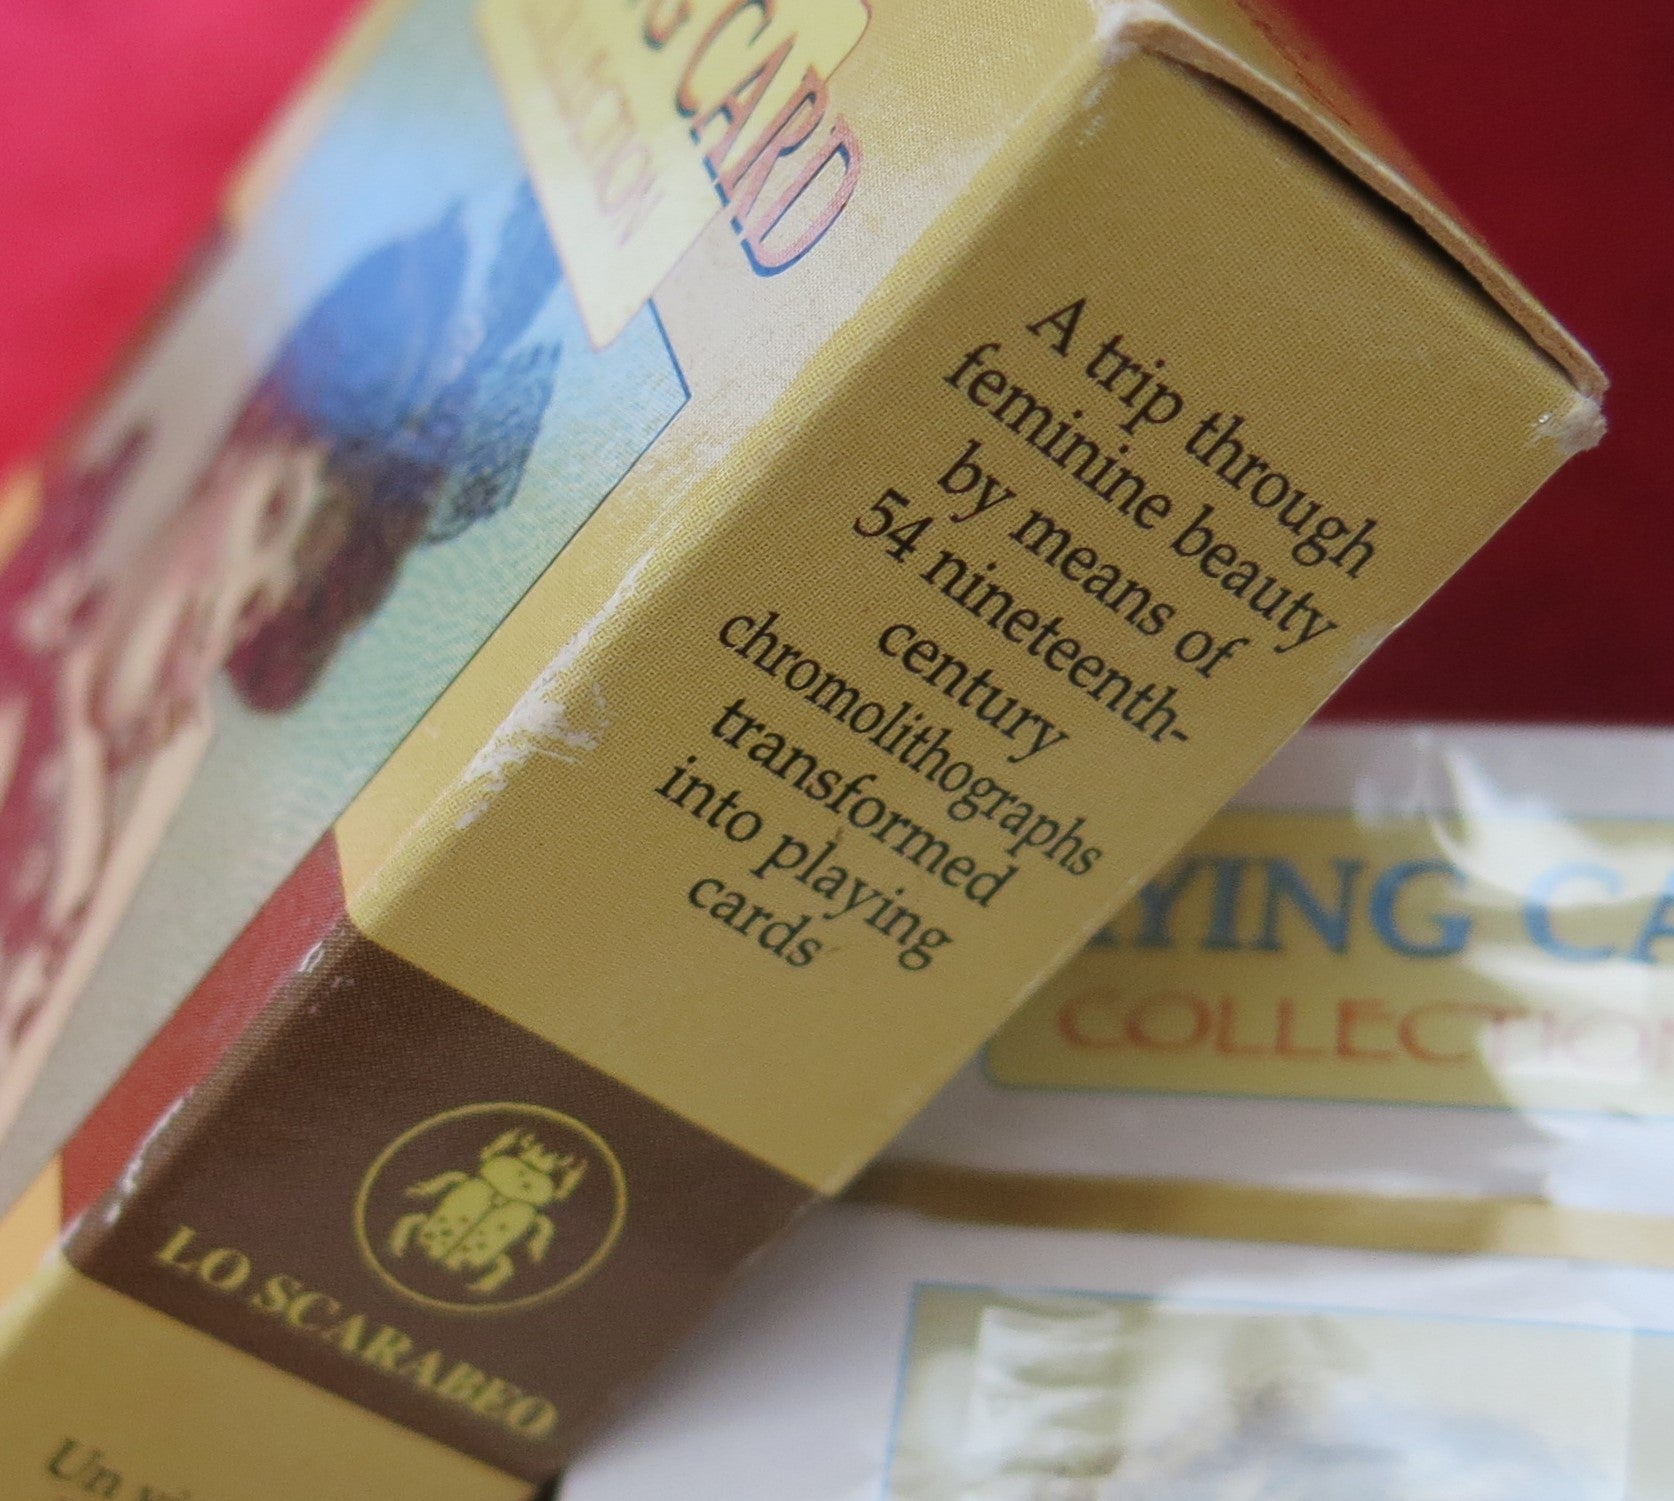 CARD
COLLECTION
A trip through
feminine beauty
by means of
54 nineteenth-
century
chromolithographs
transformed
into playing
cards
LO SCARABEO
Un
YING CA
COLLECTIO